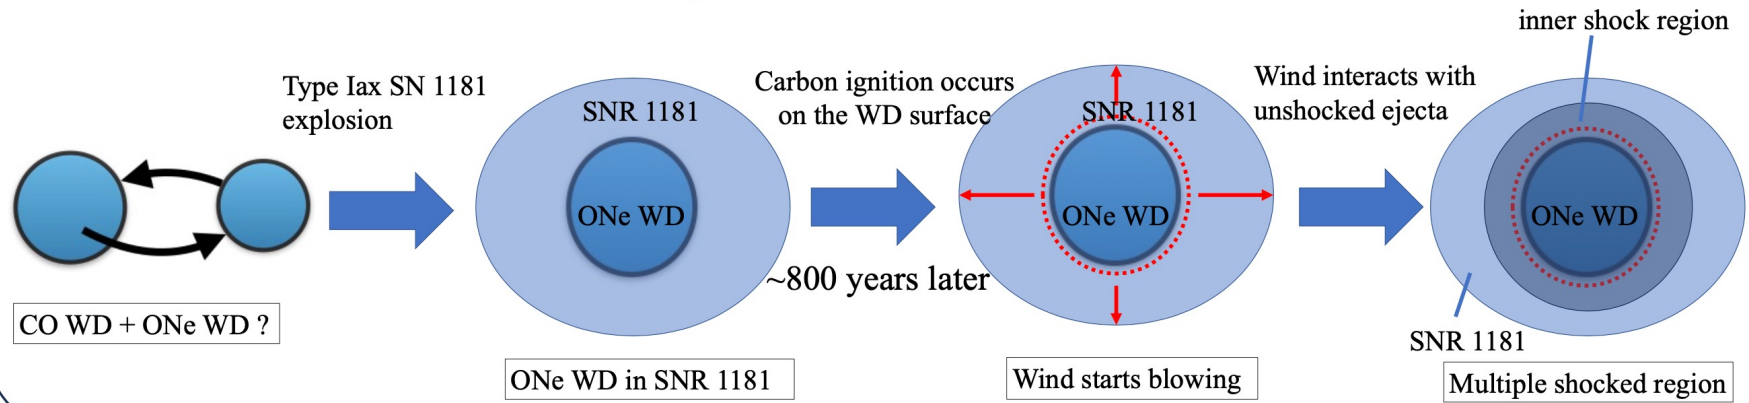 Type Iax SN 1181
explosion
CO WD + ONe WD ?
SNR 1181
ONe WD
ONe WD in SNR 1181
Carbon ignition occurs
on the WD surface
~800 years later
SNR 1181
ONe WD
Wind starts blowing
Wind interacts with
unshocked ejecta
inner shock region
ONe WD
SNR 1181
Multiple shocked region